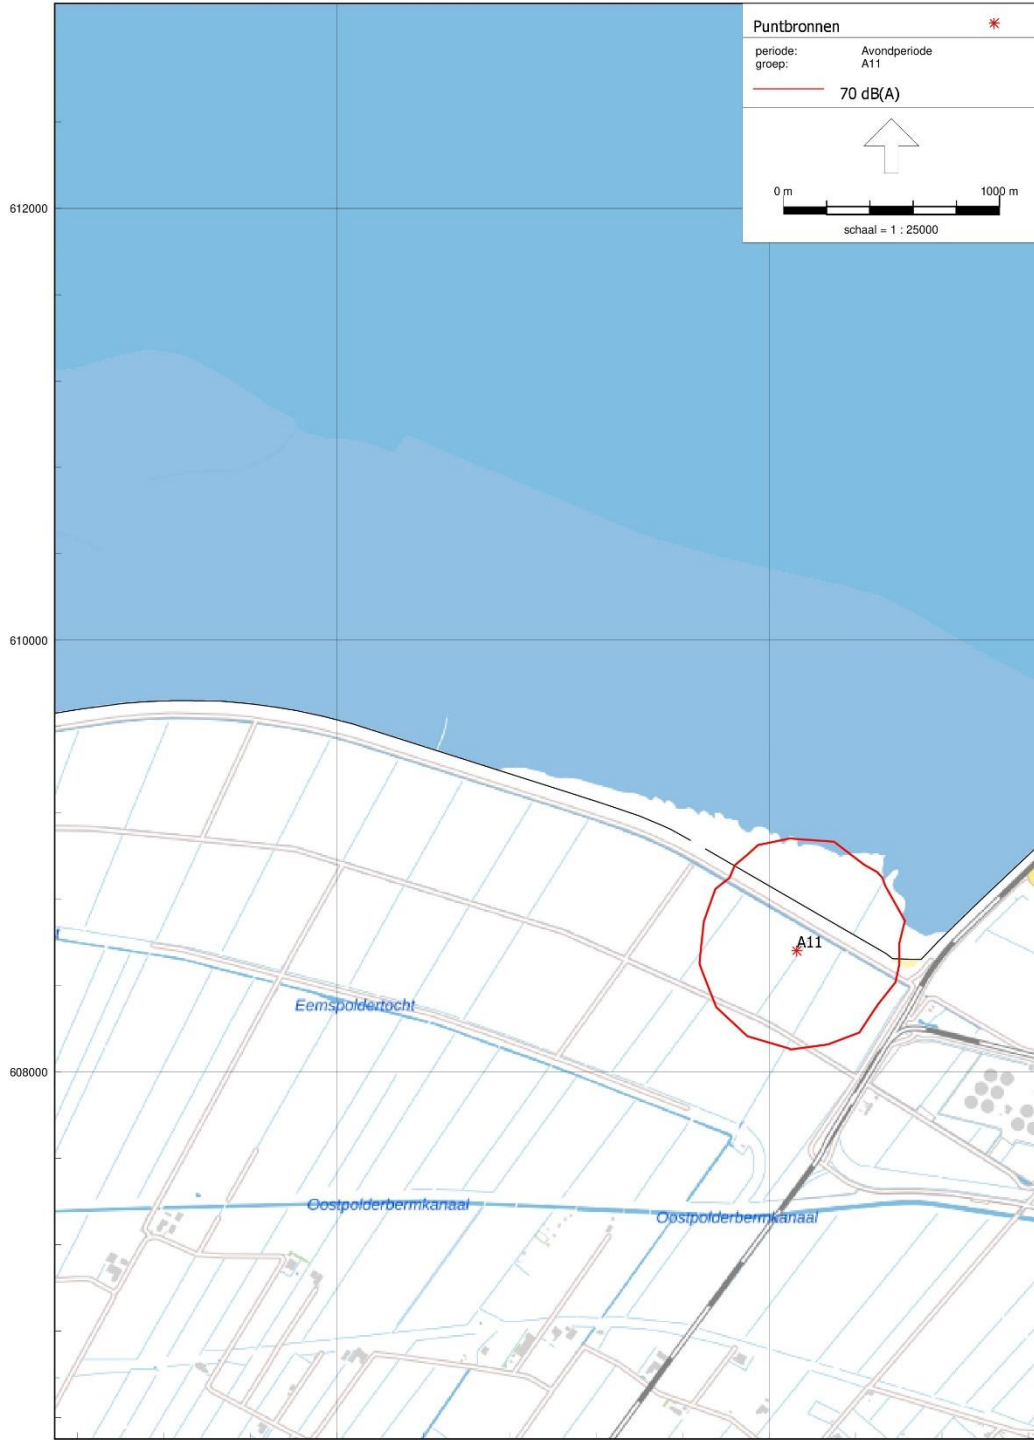 Puntbronnen
periode: Avondperiode
groep: A11
70 dB(A)
0 m 1000 m
schaal = 1 : 25000
612000
610000
A11
Eemspoldertocht
608000
Oostpolderbermkanaal
Oostpolderbermkanaal